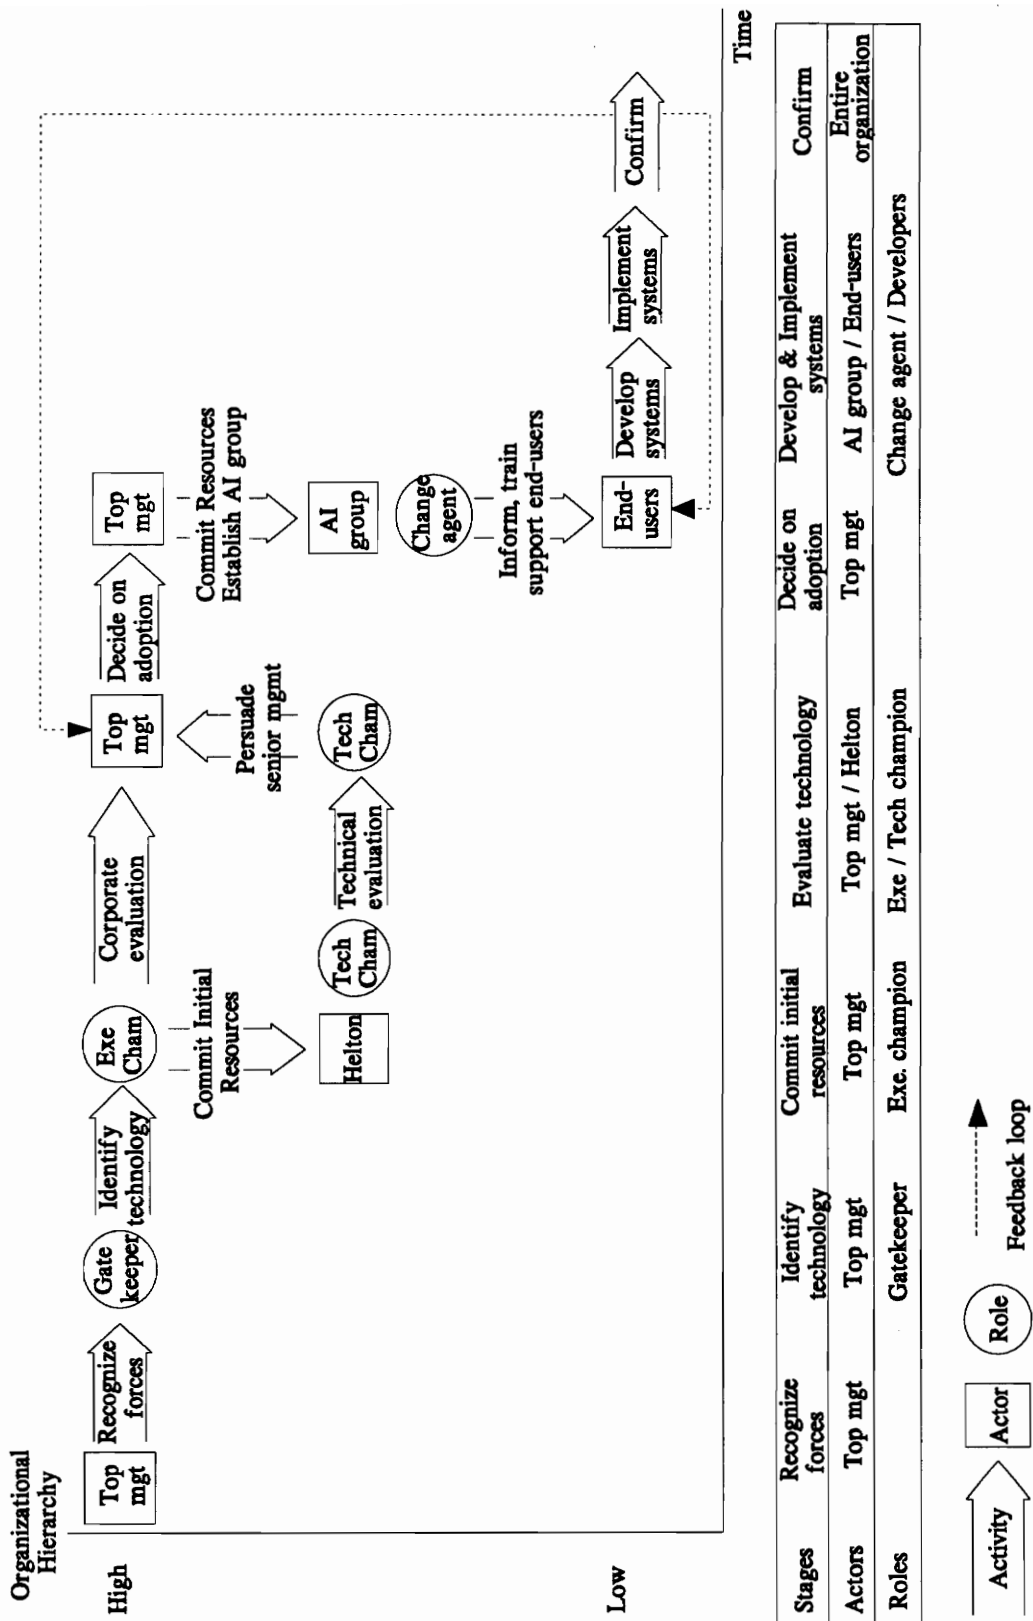 Organizational
Hierarchy
High
Low
Time
Top
mgt
Recognize
forces
Gate
keeper
Identify
technology
Exe
Cham
Corporate
evaluation
Top
mgt
Decide on
adoption
Top
mgt
Commit Initial
Resources
Helton
Tech
Cham
Technical
evaluation
Tech
Cham
Persuade
senior mgmt
Commit Resources
Establish AI group
AI
group
Change
agent
Inform, train
support end-users
End-
users
Develop
systems
Implement
systems
Confirm
Stages
Recognize
forces
Identify
technology
Commit initial
resources
Evaluate technology
Decide on
adoption
Develop & Implement
systems
Confirm
Actors
Top mgt
Top mgt
Top mgt
Top mgt / Helton
Top mgt
AI group / End-users
Entire
organization
Roles
Gatekeeper
Exe. champion
Exe / Tech champion
Change agent / Developers
Activity
Actor
Role
Feedback loop